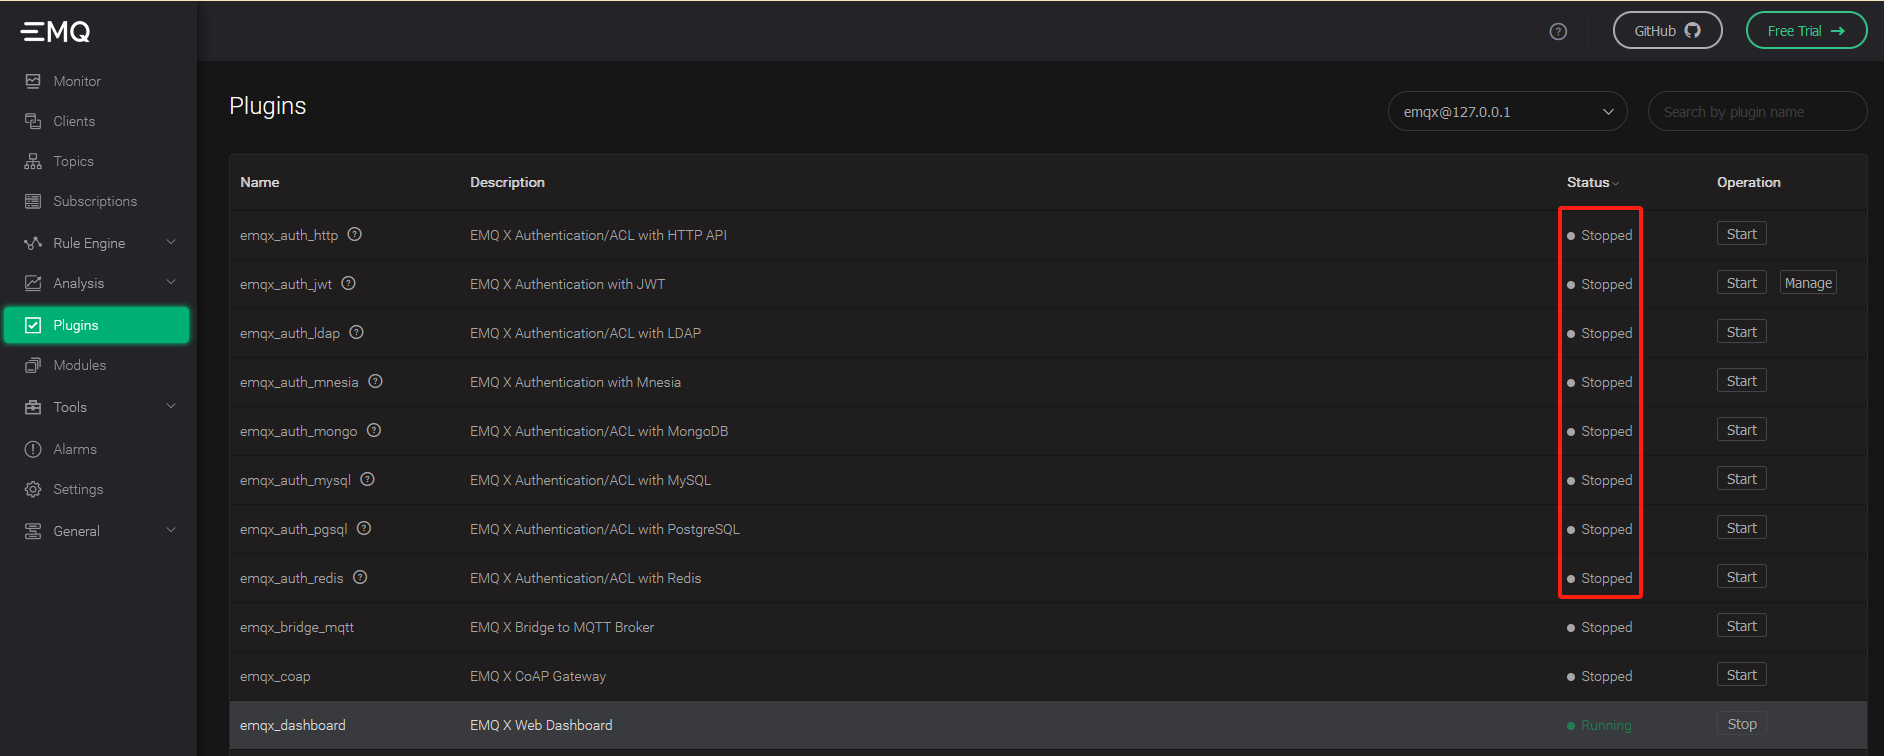 EMQ
GitHub
Free Trial
Monitor
Clients
Topics
Subscriptions
Rule Engine
Analysis
Plugins
Modules
Tools
Alarms
Settings
General
Plugins
emqx@127.0.0.1
Search by plugin name
Name Description Status Operation
emqx_auth_http EMQ X Authentication/ACL with HTTP API Stopped Start
emqx_auth_jwt EMQ X Authentication with JWT Stopped Start Manage
emqx_auth_ldap EMQ X Authentication/ACL with LDAP Stopped Start
emqx_auth_mnesia EMQ X Authentication with Mnesia Stopped Start
emqx_auth_mongo EMQ X Authentication/ACL with MongoDB Stopped Start
emqx_auth_mysql EMQ X Authentication/ACL with MySQL Stopped Start
emqx_auth_pgsql EMQ X Authentication/ACL with PostgreSQL Stopped Start
emqx_auth_redis EMQ X Authentication/ACL with Redis Stopped Start
emqx_bridge_mqtt EMQ X Bridge to MQTT Broker Stopped Start
emqx_coap EMQ X CoAP Gateway Stopped Start
emqx_dashboard EMQ X Web Dashboard Running Stop